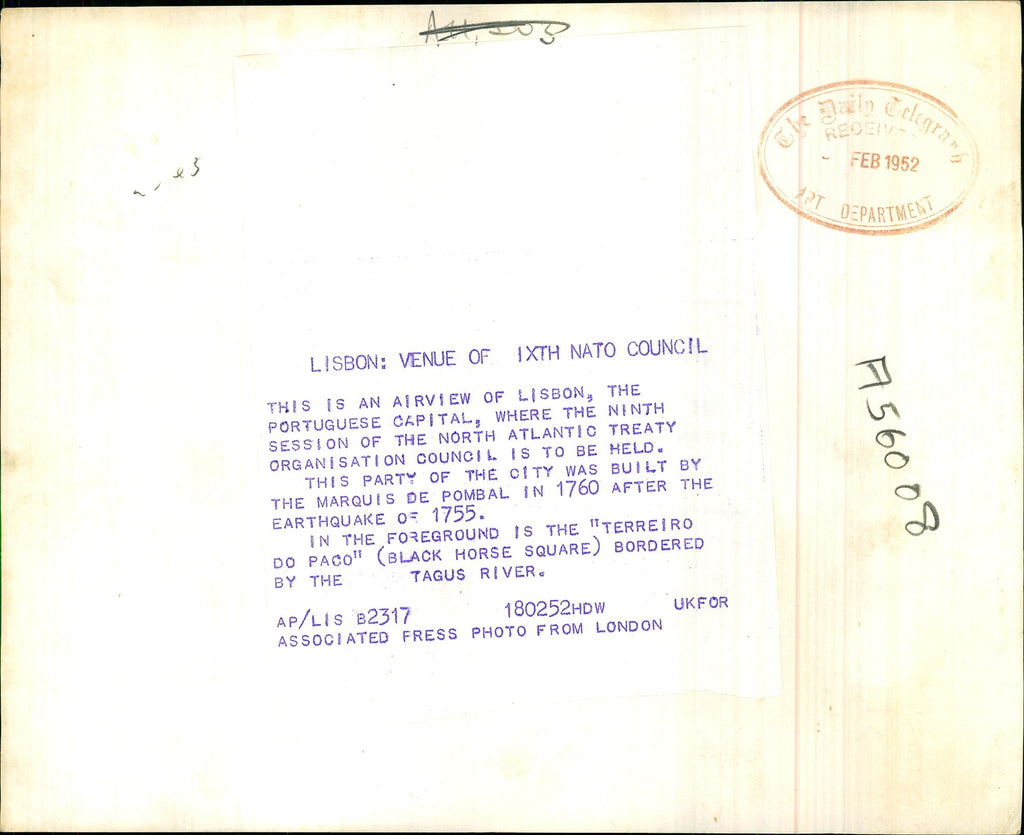 The Daily Telegraph
RECEIV
- FEB 1952
ART DEPARTMENT
LISBON: VENUE OF IXTH NATO COUNCIL
THIS IS AN AIRVIEW OF LISBON, THE
PORTUGUESE CAPITAL, WHERE THE NINTH
SESSION OF THE NORTH ATLANTIC TREATY
ORGANISATION COUNCIL IS TO BE HELD.
THIS PARTY OF THE CITY WAS BUILT BY
THE MARQUIS DE POMBAL IN 1760 AFTER THE
EARTHQUAKE OF 1755.
IN THE FOREGROUND IS THE "TERREIRO
DO PACO" (BLACK HORSE SQUARE) BORDERED
BY THE TAGUS RIVER.
AP/LIS B2317 180252HDW UKFOR
ASSOCIATED PRESS PHOTO FROM LONDON
A56008